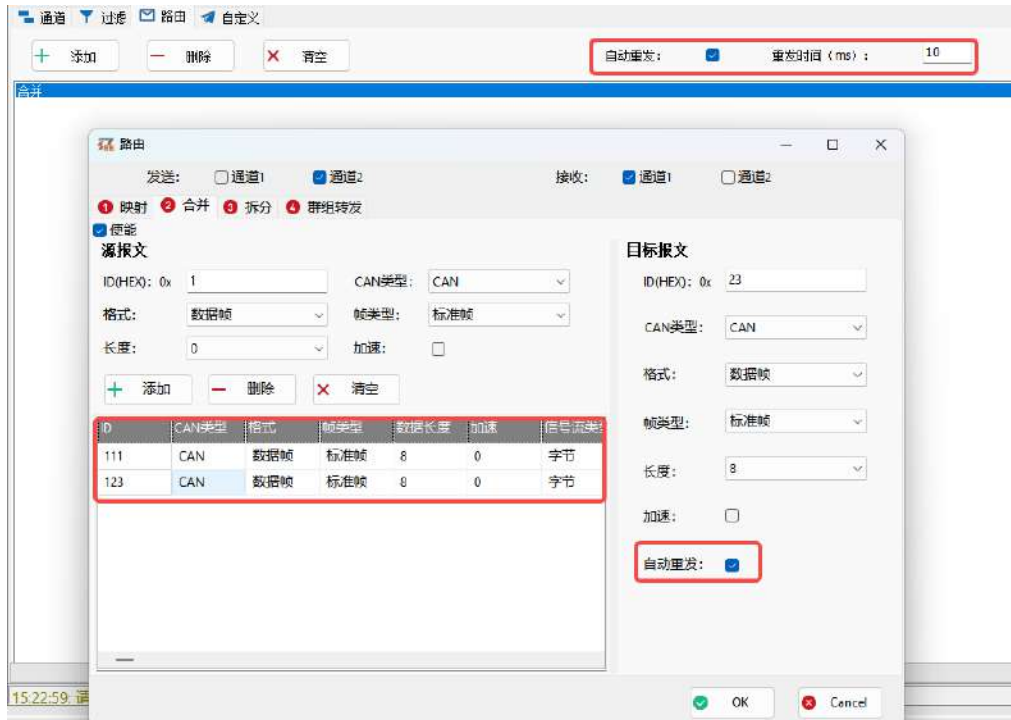 通道 过滤 路由 自定义
添加 删除 清空 自动重发： 重发时间（ms）： 10
合并
路由
发送： 通道1 通道2 接收： 通道1 通道2
1 映射 2 合并 3 拆分 4 群组转发
使能
源报文 目标报文
ID(HEX): 0x 1 CAN类型： CAN ID(HEX): 0x 23
格式： 数据帧 帧类型： 标准帧 CAN类型： CAN
长度： 0 加速： 格式： 数据帧
添加 删除 清空
ID CAN类型 格式 帧类型 数据长度 加速 信号流类 帧类型： 标准帧
111 CAN 数据帧 标准帧 8 0 字节
123 CAN 数据帧 标准帧 8 0 字节 长度： 8
加速：
自动重发：
15:22:59:
OK Cancel